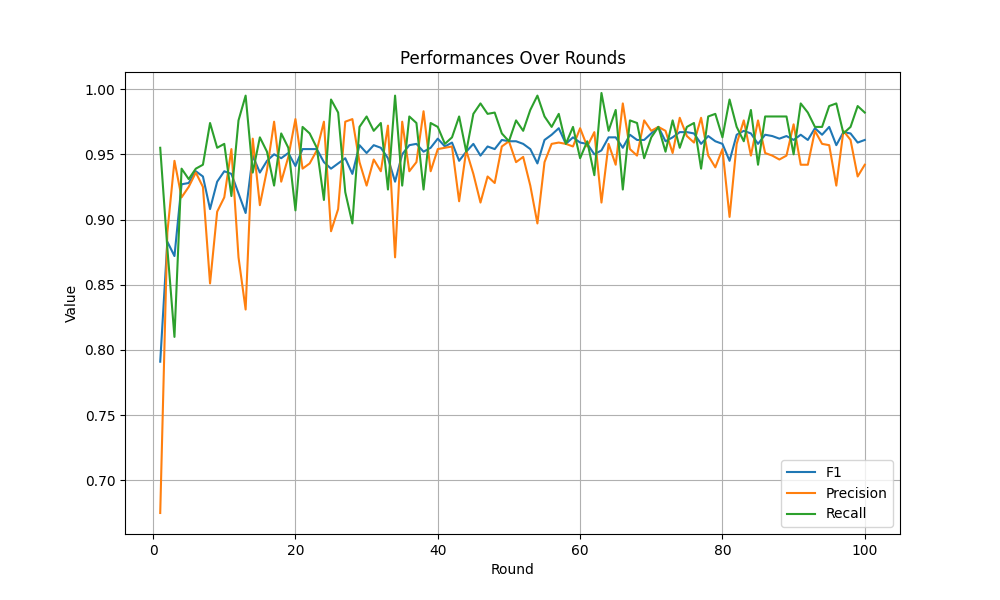 Performances Over Rounds
1.00
0.95
0.90
0.85
0.80
0.75
0.70
Value
0 20 40 60 80 100
Round
F1
Precision
Recall